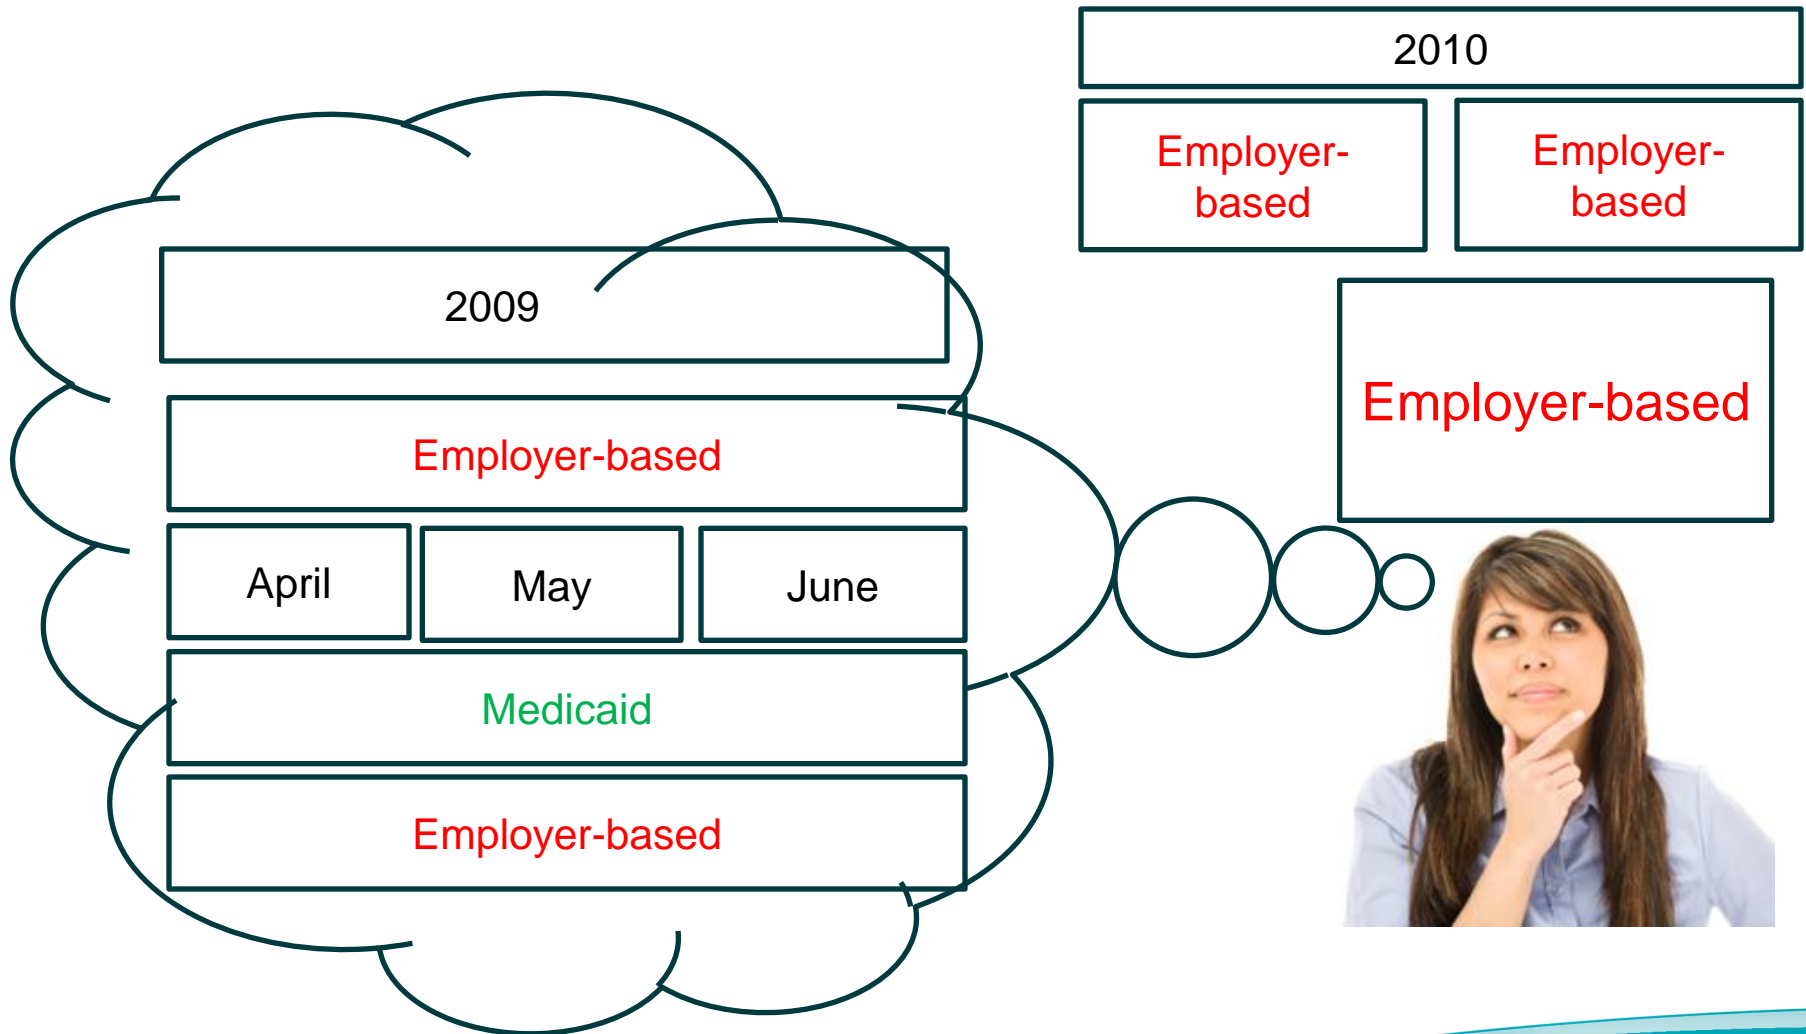 2010
Employer-
based
Employer-
based
2009
Employer-based
Employer-based
April
May
June
Medicaid
Employer-based